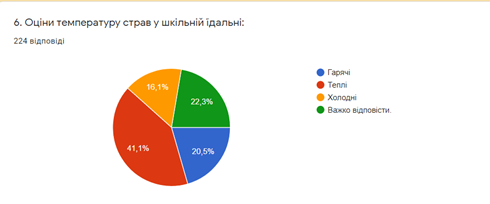 6. Оціни температуру страв у шкільній їдальні:
224 відповіді
Гарячі
Теплі
Холодні
Важко відповісти.
16,1%
22,3%
41,1%
20,5%